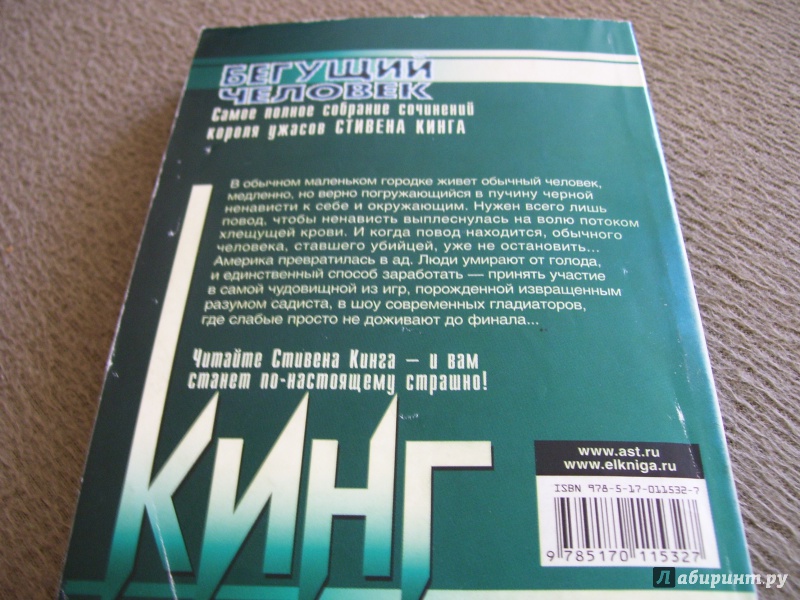 БЕГУЩИЙ
ЧЕЛОВЕК
Самое полное собрание сочинений
короля ужасов СТИВЕНА КИНГА
В обычном маленьком городке живет обычный человек,
медленно, но верно погружающийся в пучину черной
ненависти к себе и окружающим. Нужен всего лишь
повод, чтобы ненависть выплеснулась на волю потоком
хлещущей крови. И когда повод находится, обычного
человека, ставшего убийцей, уже не остановить...
Америка превратилась в ад. Люди умирают от голода,
и единственный способ заработать — принять участие
в самой чудовищной из игр, порожденной извращенным
разумом садиста, в шоу современных гладиаторов,
где слабые просто не доживают до финала...
Читайте Стивена Кинга – и вам
станет по-настоящему страшно!
КИНГ
www.ast.ru
www.elkniga.ru
ISBN 978-5-17-011532-7
9 785170 115327
Лабиринт.ру